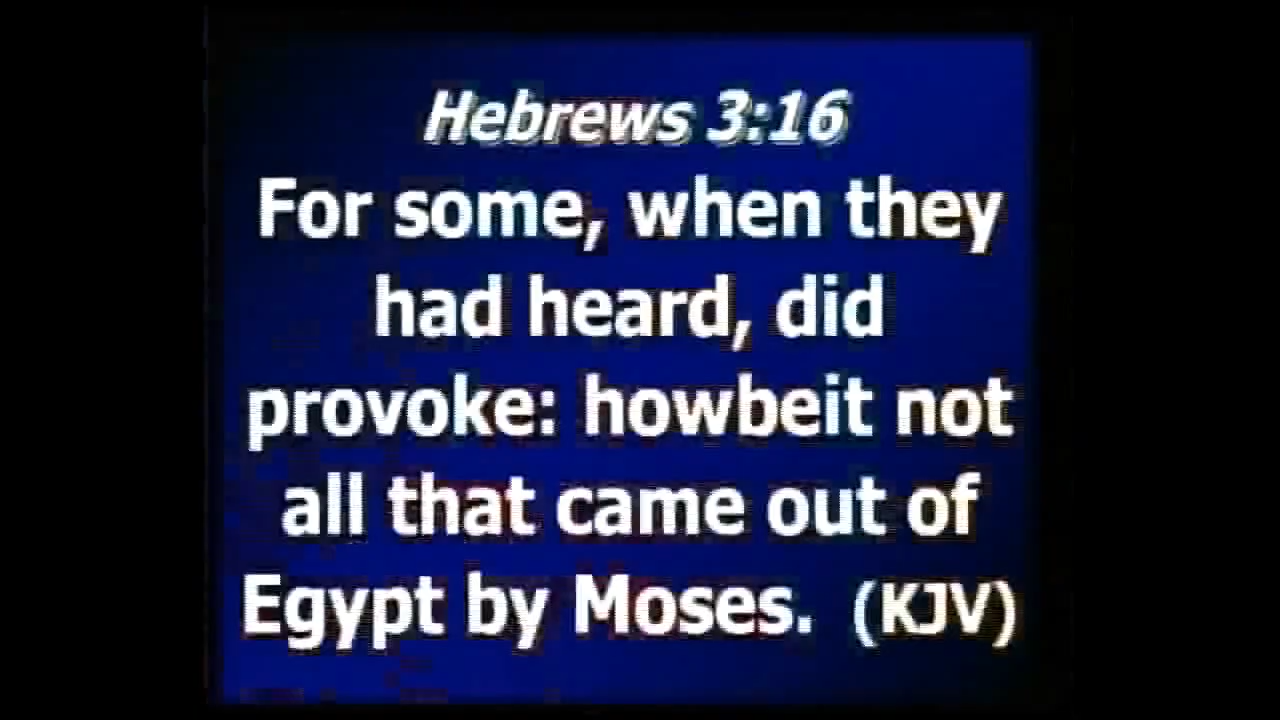 Hebrews 3:16
For some, when they
had heard, did
provoke: howbeit not
all that came out of
Egypt by Moses. (KJV)